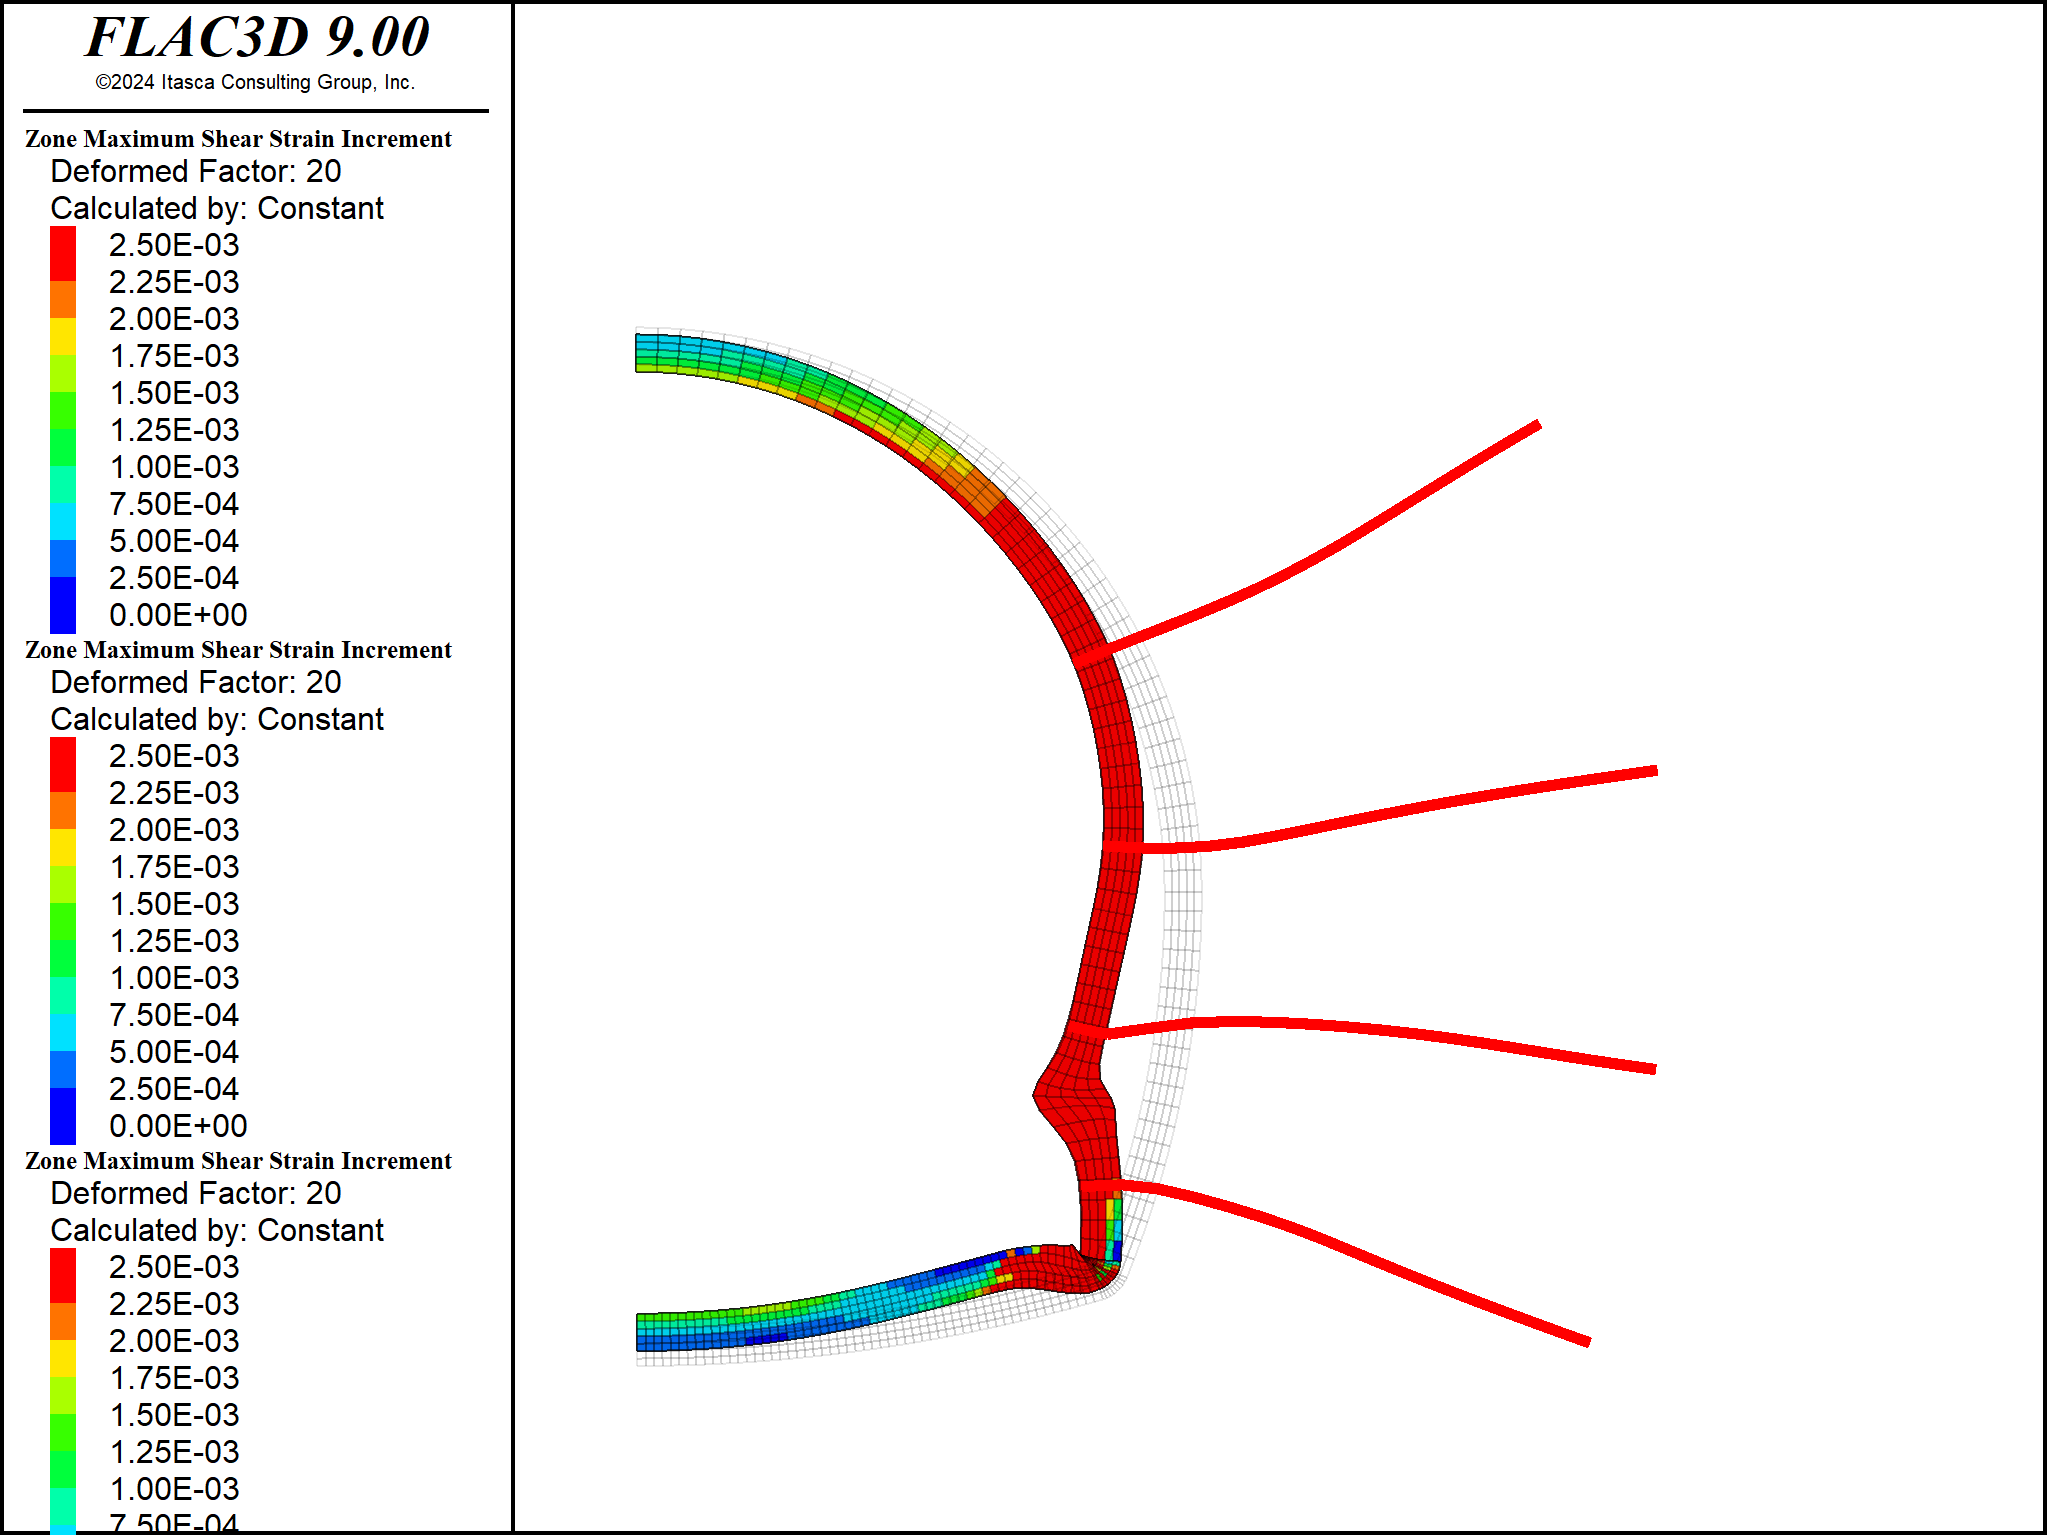 FLAC3D 9.00
©2024 Itasca Consulting Group, Inc.
Zone Maximum Shear Strain Increment
Deformed Factor: 20
Calculated by: Constant
2.50E-03
2.25E-03
2.00E-03
1.75E-03
1.50E-03
1.25E-03
1.00E-03
7.50E-04
5.00E-04
2.50E-04
0.00E+00
Zone Maximum Shear Strain Increment
Deformed Factor: 20
Calculated by: Constant
2.50E-03
2.25E-03
2.00E-03
1.75E-03
1.50E-03
1.25E-03
1.00E-03
7.50E-04
5.00E-04
2.50E-04
0.00E+00
Zone Maximum Shear Strain Increment
Deformed Factor: 20
Calculated by: Constant
2.50E-03
2.25E-03
2.00E-03
1.75E-03
1.50E-03
1.25E-03
1.00E-03
7.50E-04